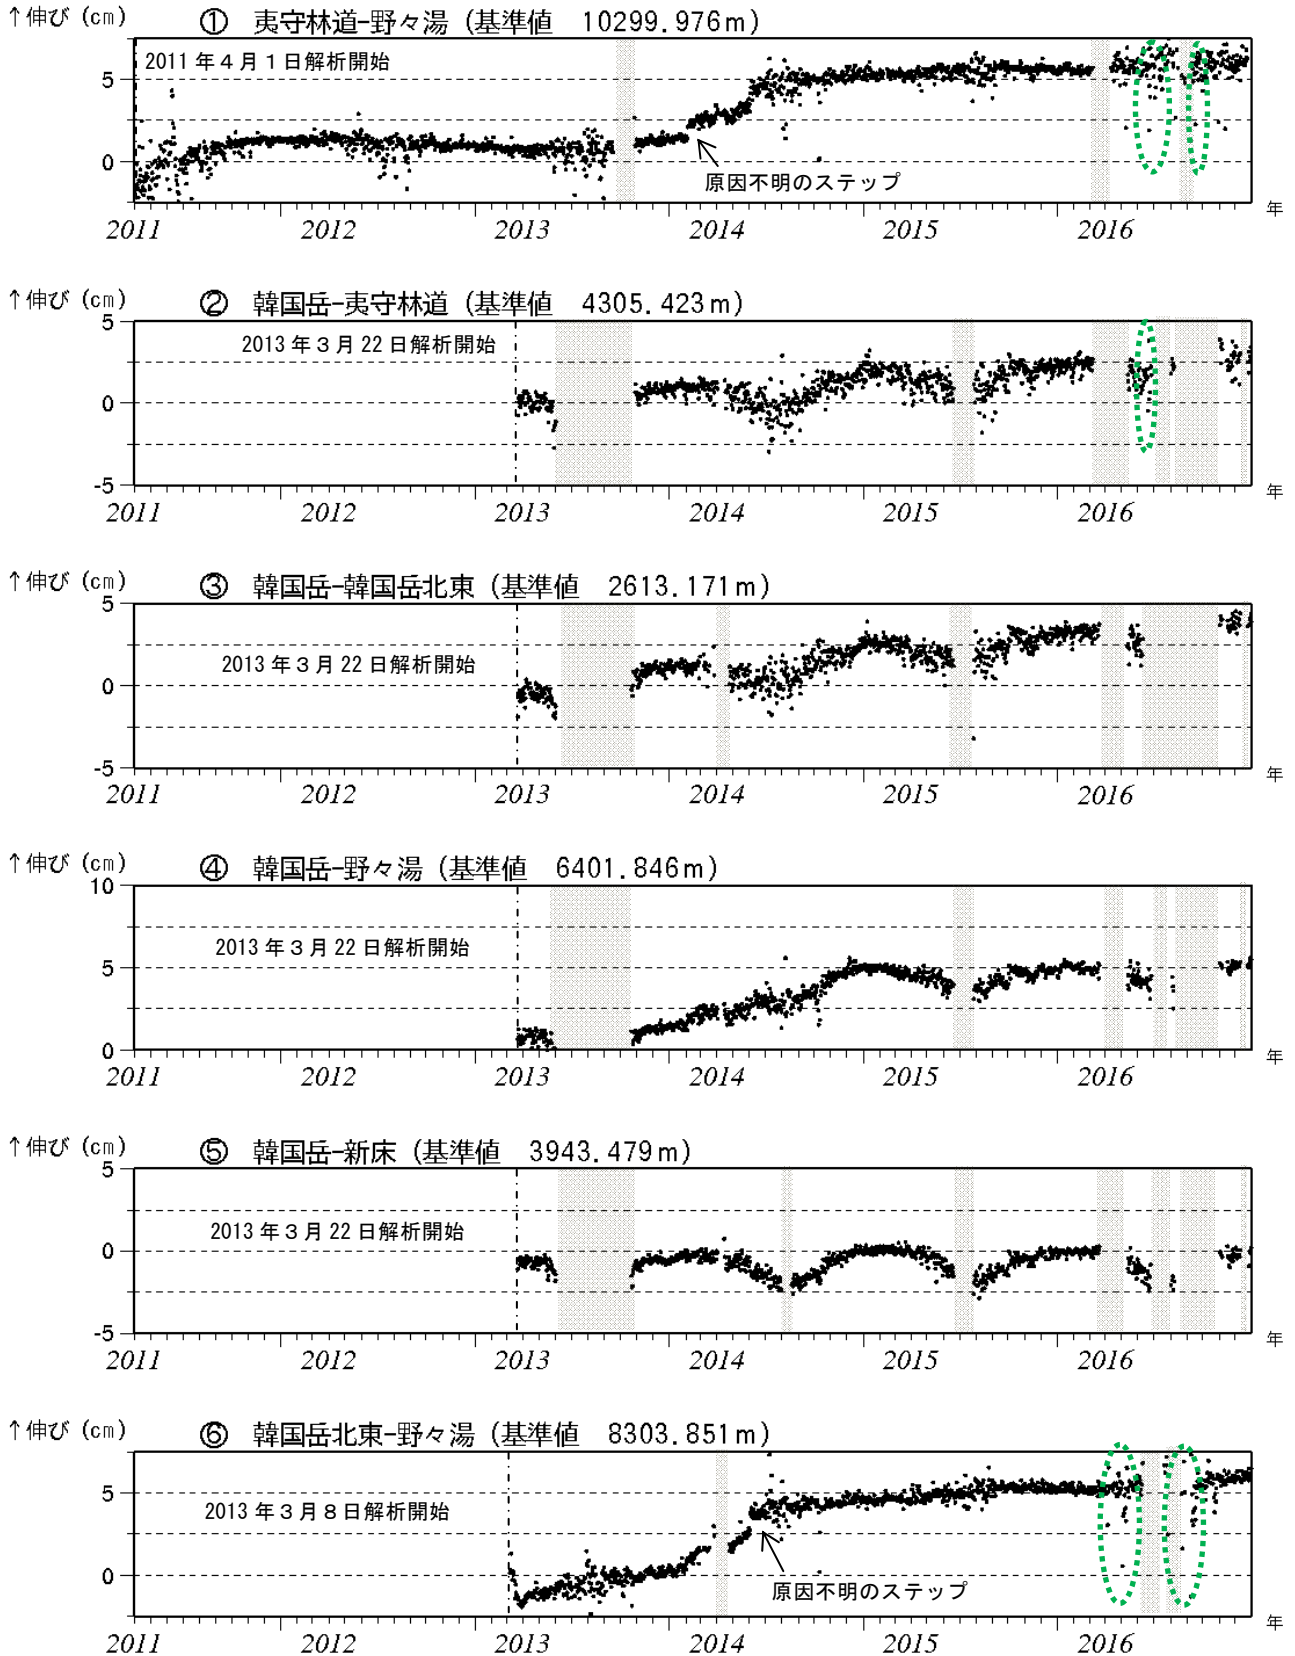 ↑伸び (cm) ① 夷守林道-野々湯 (基準値 10299.976m)
2011年4月1日解析開始
5
0
原因不明のステップ
2011 2012 2013 2014 2015 2016 年
↑伸び (cm) ② 韓国岳-夷守林道 (基準値 4305.423m)
5
2013年3月22日解析開始
0
-5
2011 2012 2013 2014 2015 2016 年
↑伸び (cm) ③ 韓国岳-韓国岳北東 (基準値 2613.171m)
5
2013年3月22日解析開始
0
-5
2011 2012 2013 2014 2015 2016 年
↑伸び (cm) ④ 韓国岳-野々湯 (基準値 6401.846m)
10
2013年3月22日解析開始
5
0
2011 2012 2013 2014 2015 2016 年
↑伸び (cm) ⑤ 韓国岳-新床 (基準値 3943.479m)
5
2013年3月22日解析開始
0
-5
2011 2012 2013 2014 2015 2016 年
↑伸び (cm) ⑥ 韓国岳北東-野々湯 (基準値 8303.851m)
5
2013年3月8日解析開始
0
原因不明のステップ
2011 2012 2013 2014 2015 2016 年